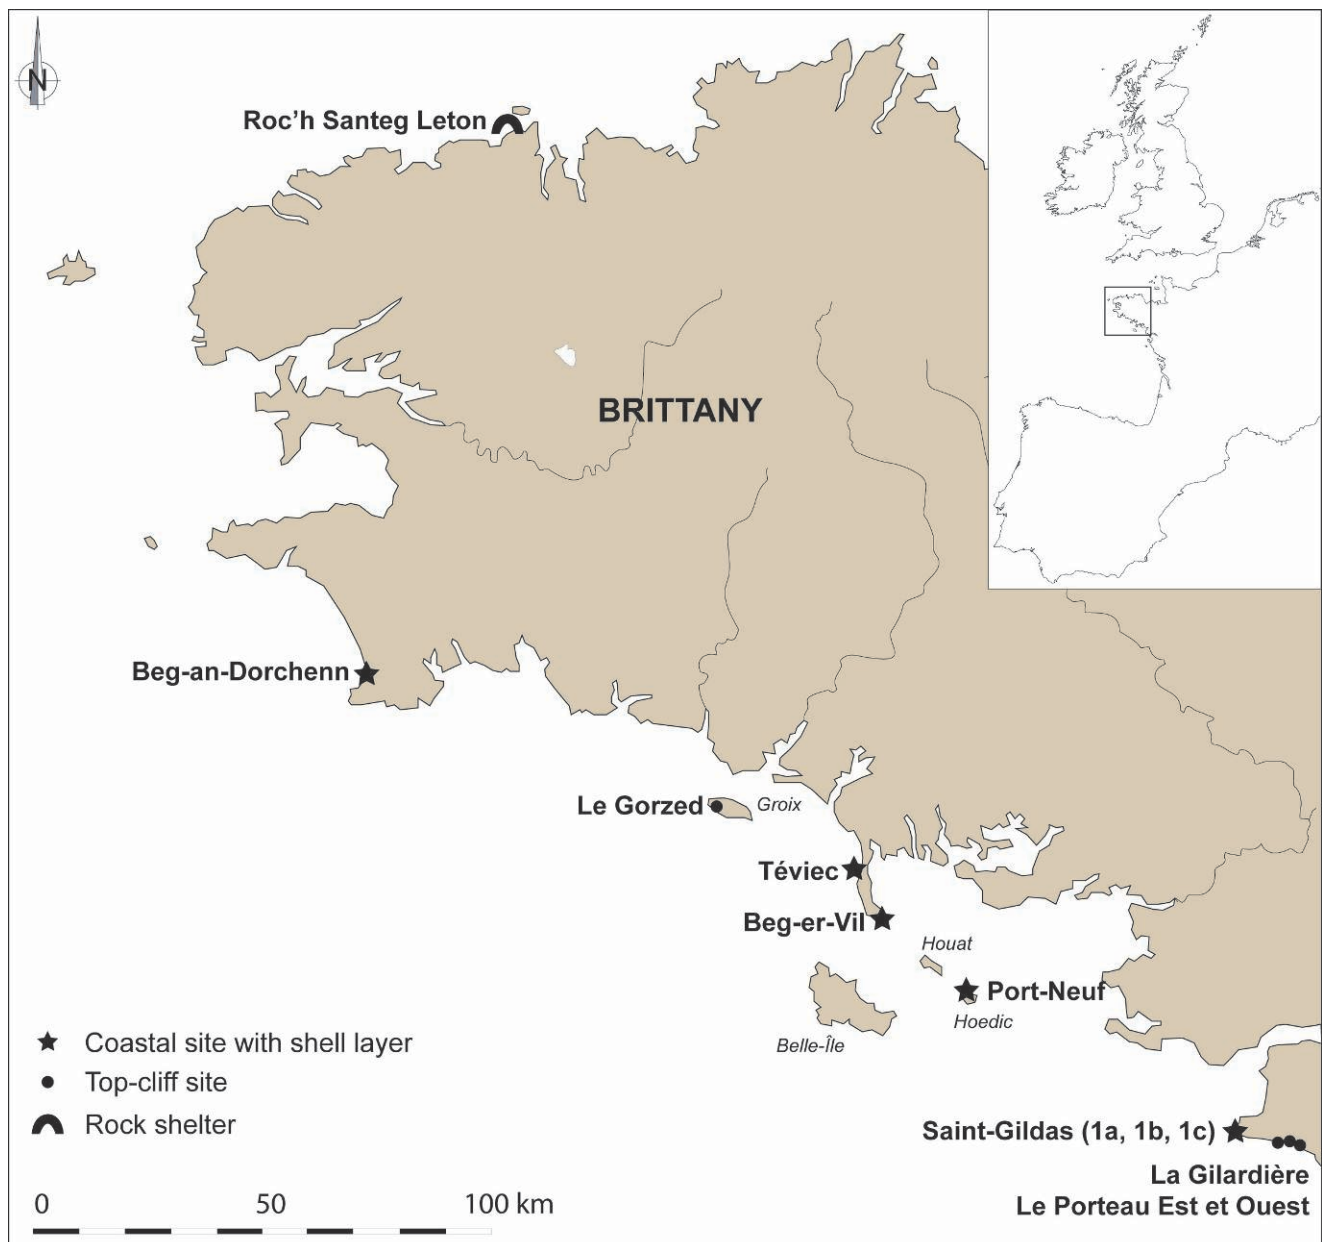 N
Roc'h Santeg Leton
BRITTANY
Beg-an-Dorchenn
Le Gorzed
Groix
Téviec
Beg-er-Vil
Houat
Port-Neuf
Hoedic
Belle-Île
Coastal site with shell layer
Top-cliff site
Rock shelter
Saint-Gildas (1a, 1b, 1c)
La Gilardière
Le Porteau Est et Ouest
0 50 100 km